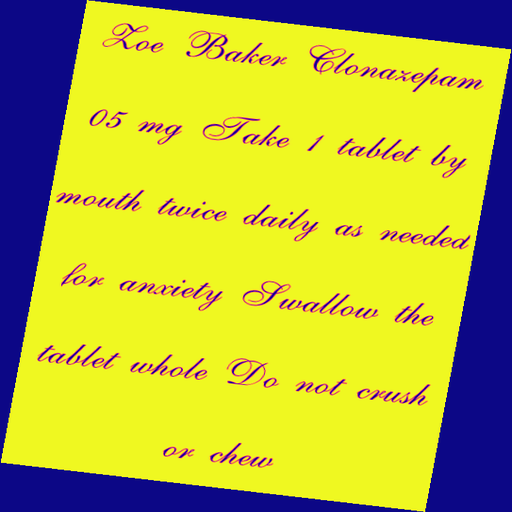 Zoe Baker Clonazepam
05 mg Take 1 tablet by
mouth twice daily as needed
for anxiety Swallow the
tablet whole Do not crush
or chew